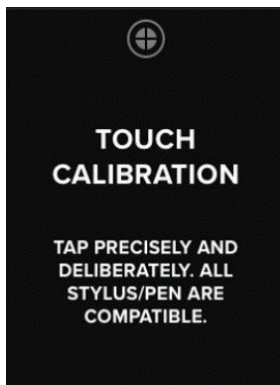 TOUCH
CALIBRATION
TAP PRECISELY AND
DELIBERATELY. ALL
STYLUS/PEN ARE
COMPATIBLE.